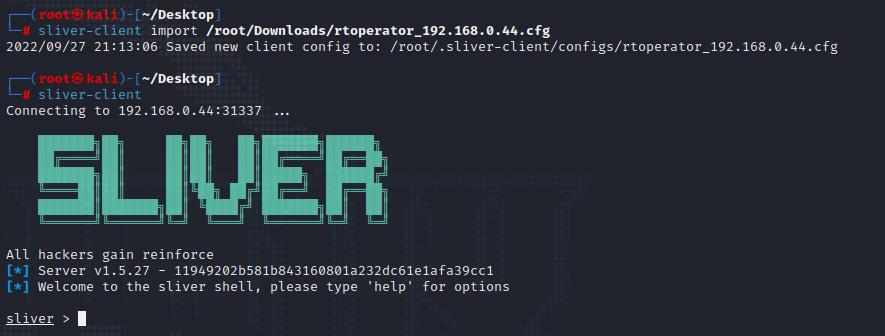 ┌──(root㉿kali)-[~/Desktop]
└─# sliver-client import /root/Downloads/rtoperator_192.168.0.44.cfg
2022/09/27 21:13:06 Saved new client config to: /root/.sliver-client/configs/rtoperator_192.168.0.44.cfg
┌──(root㉿kali)-[~/Desktop]
└─# sliver-client
Connecting to 192.168.0.44:31337 ...
SLIVER
All hackers gain reinforce
[*] Server v1.5.27 - 11949202b581b843160801a232dc61e1afa39cc1
[*] Welcome to the sliver shell, please type 'help' for options
sliver >